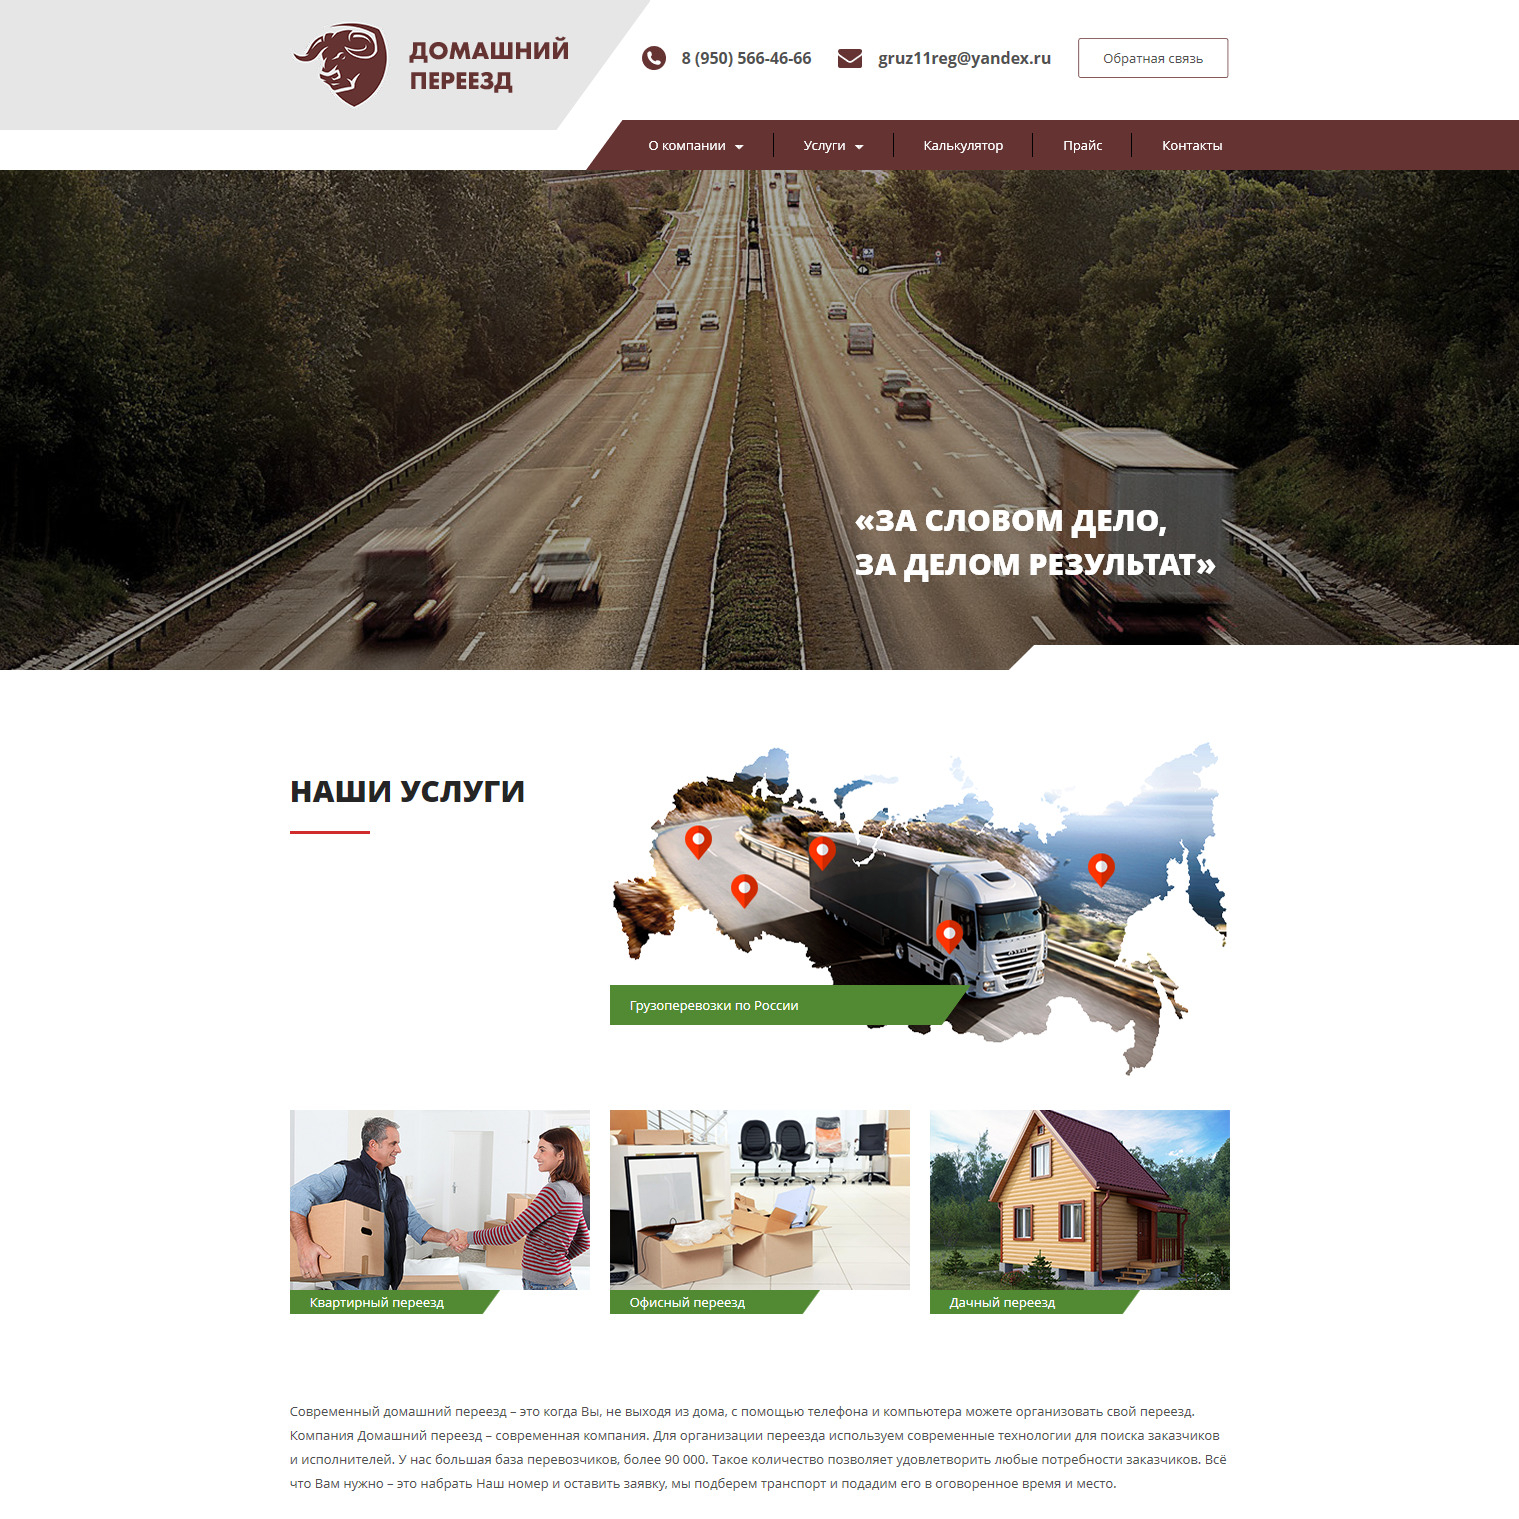 ДОМАШНИЙ
ПЕРЕЕЗД
8 (950) 566-46-66
gruz11reg@yandex.ru
Обратная связь
О компании
Услуги
Калькулятор
Прайс
Контакты
«ЗА СЛОВОМ ДЕЛО,
ЗА ДЕЛОМ РЕЗУЛЬТАТ»
НАШИ УСЛУГИ
Грузоперевозки по России
Квартирный переезд
Офисный переезд
Дачный переезд
Современный домашний переезд – это когда Вы, не выходя из дома, с помощью телефона и компьютера можете организовать свой переезд.
Компания Домашний переезд – современная компания. Для организации переезда используем современные технологии для поиска заказчиков
и исполнителей. У нас большая база перевозчиков, более 90 000. Такое количество позволяет удовлетворить любые потребности заказчиков. Всё
что Вам нужно – это набрать Наш номер и оставить заявку, мы подберем транспорт и подадим его в оговоренное время и место.